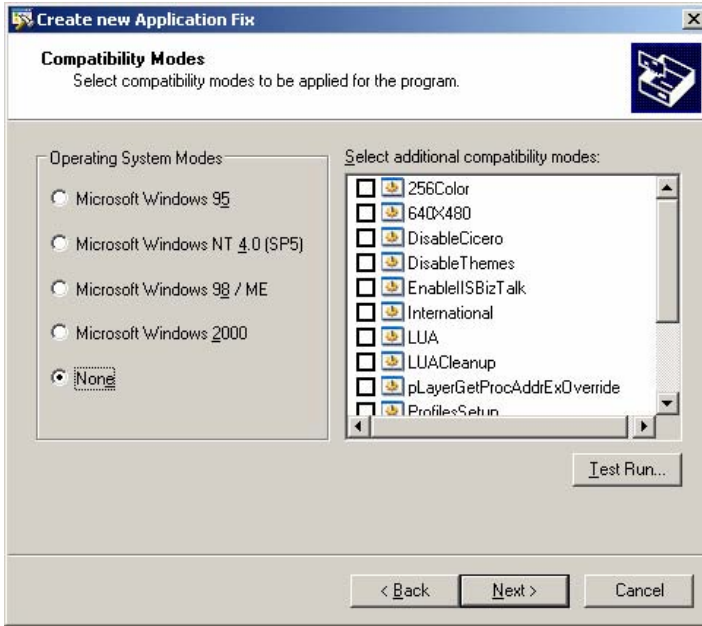 Create new Application Fix
Compatibility Modes
Select compatibility modes to be applied for the program.
Operating System Modes
Microsoft Windows 95
Microsoft Windows NT 4.0 (SP5)
Microsoft Windows 98 / ME
Microsoft Windows 2000
None
Select additional compatibility modes:
256Color
640X480
DisableCicero
DisableThemes
EnableIISBizTalk
International
LUA
LUACleanup
pLayerGetProcAddrExOverride
ProfilesSetup
Test Run...
< Back
Next >
Cancel